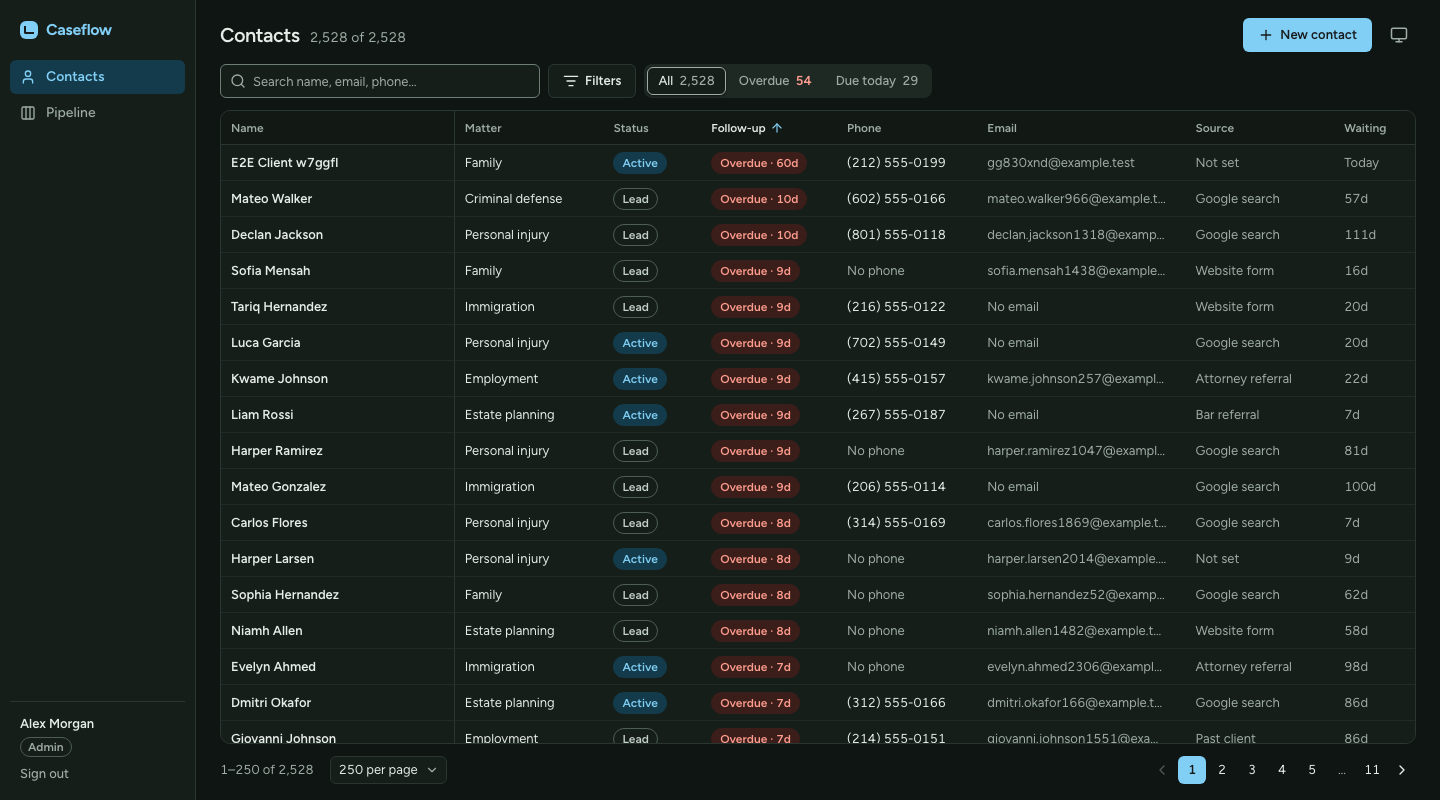 Caseflow
Contacts
Pipeline
Alex Morgan
Admin
Sign out
Contacts 2,528 of 2,528
New contact
Search name, email, phone...
Filters
All 2,528 Overdue 54 Due today 29
Name Matter Status Follow-up Phone Email Source Waiting
E2E Client w7ggfl Family Active Overdue · 60d (212) 555-0199 gg830xnd@example.test Not set Today
Mateo Walker Criminal defense Lead Overdue · 10d (602) 555-0166 mateo.walker966@example.t... Google search 57d
Declan Jackson Personal injury Lead Overdue · 10d (801) 555-0118 declan.jackson1318@examp... Google search 111d
Sofia Mensah Family Lead Overdue · 9d No phone sofia.mensah1438@example... Website form 16d
Tariq Hernandez Immigration Lead Overdue · 9d (216) 555-0122 No email Website form 20d
Luca Garcia Personal injury Active Overdue · 9d (702) 555-0149 No email Google search 20d
Kwame Johnson Employment Active Overdue · 9d (415) 555-0157 kwame.johnson257@exampl... Attorney referral 22d
Liam Rossi Estate planning Active Overdue · 9d (267) 555-0187 No email Bar referral 7d
Harper Ramirez Personal injury Lead Overdue · 9d No phone harper.ramirez1047@exampl... Google search 81d
Mateo Gonzalez Immigration Lead Overdue · 9d (206) 555-0114 No email Google search 100d
Carlos Flores Personal injury Lead Overdue · 8d (314) 555-0169 carlos.flores1869@example.t... Google search 7d
Harper Larsen Personal injury Active Overdue · 8d No phone harper.larsen2014@example.... Not set 9d
Sophia Hernandez Family Lead Overdue · 8d No phone sophia.hernandez52@examp... Google search 62d
Niamh Allen Estate planning Lead Overdue · 8d No phone niamh.allen1482@example.t... Website form 58d
Evelyn Ahmed Immigration Active Overdue · 7d No phone evelyn.ahmed2306@exampl... Attorney referral 98d
Dmitri Okafor Estate planning Active Overdue · 7d (312) 555-0166 dmitri.okafor166@example.t... Google search 86d
Giovanni Johnson Employment Lead Overdue · 7d (214) 555-0151 giovanni.johnson1551@exa... Past client 86d
1–250 of 2,528 250 per page 1 2 3 4 5 ... 11